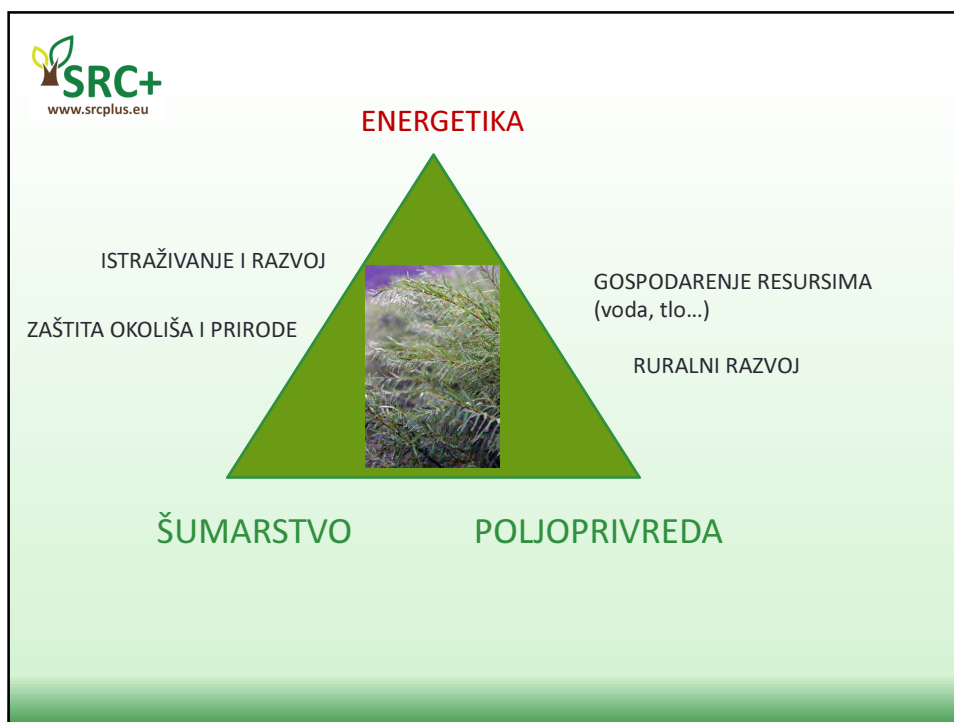 SRC+
www.srcplus.eu
ENERGETIKA
ISTRAŽIVANJE I RAZVOJ
ZAŠTITA OKOLIŠA I PRIRODE
GOSPODARENJE RESURSIMA
(voda, tlo…)
RURALNI RAZVOJ
ŠUMARSTVO
POLJOPRIVREDA